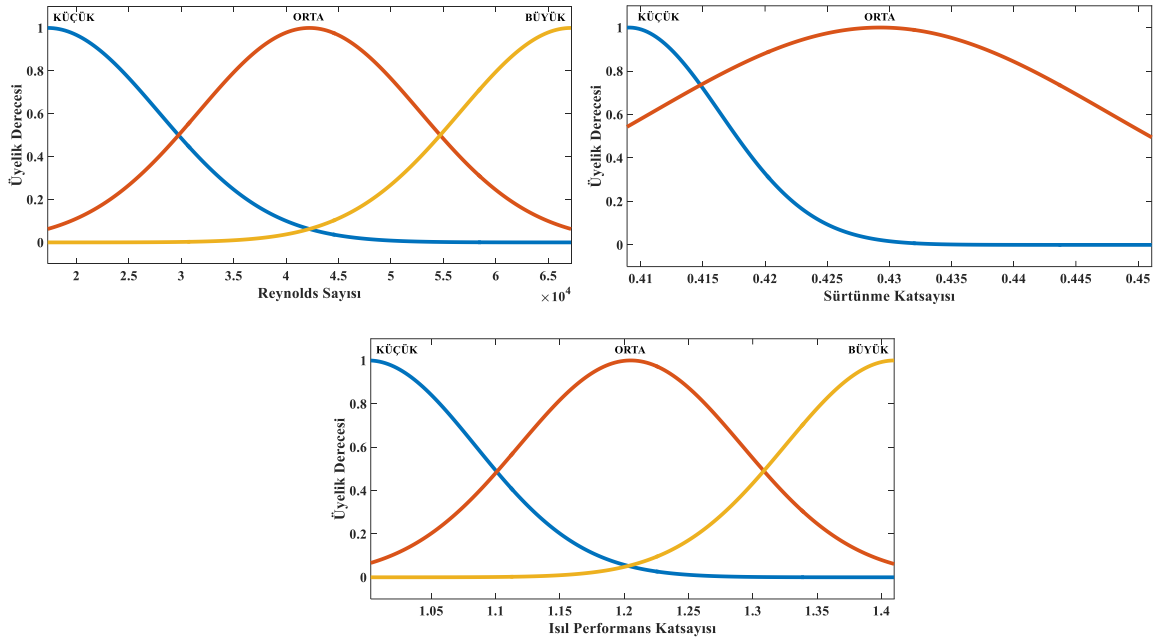 KÜÇÜK ORTA BÜYÜK
1
0.8
0.6
0.4
0.2
0
Üyelik Derecesi
2 2.5 3 3.5 4 4.5 5 5.5 6 6.5
Reynolds Sayısı
×10⁴
KÜÇÜK ORTA
1
0.8
0.6
0.4
0.2
0
Üyelik Derecesi
0.41 0.415 0.42 0.425 0.43 0.435 0.44 0.445 0.45
Sürtünme Katsayısı
KÜÇÜK ORTA BÜYÜK
1
0.8
0.6
0.4
0.2
0
Üyelik Derecesi
1.05 1.1 1.15 1.2 1.25 1.3 1.35 1.4
Isıl Performans Katsayısı